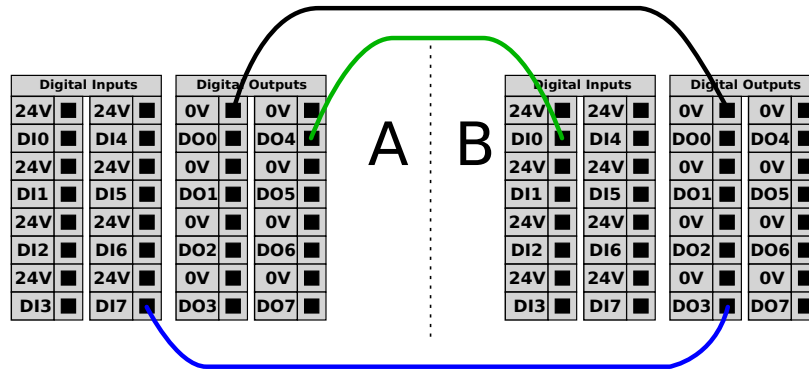 Digital Inputs Digital Outputs Digital Inputs Digital Outputs
24V 24V 0V 0V 24V 24V 0V 0V
DI0 DI4 DO0 DO4 A B DI0 DI4 DO0 DO4
24V 24V 0V 0V 24V 24V 0V 0V
DI1 DI5 DO1 DO5 DI1 DI5 DO1 DO5
24V 24V 0V 0V 24V 24V 0V 0V
DI2 DI6 DO2 DO6 DI2 DI6 DO2 DO6
24V 24V 0V 0V 24V 24V 0V 0V
DI3 DI7 DO3 DO7 DI3 DI7 DO3 DO7